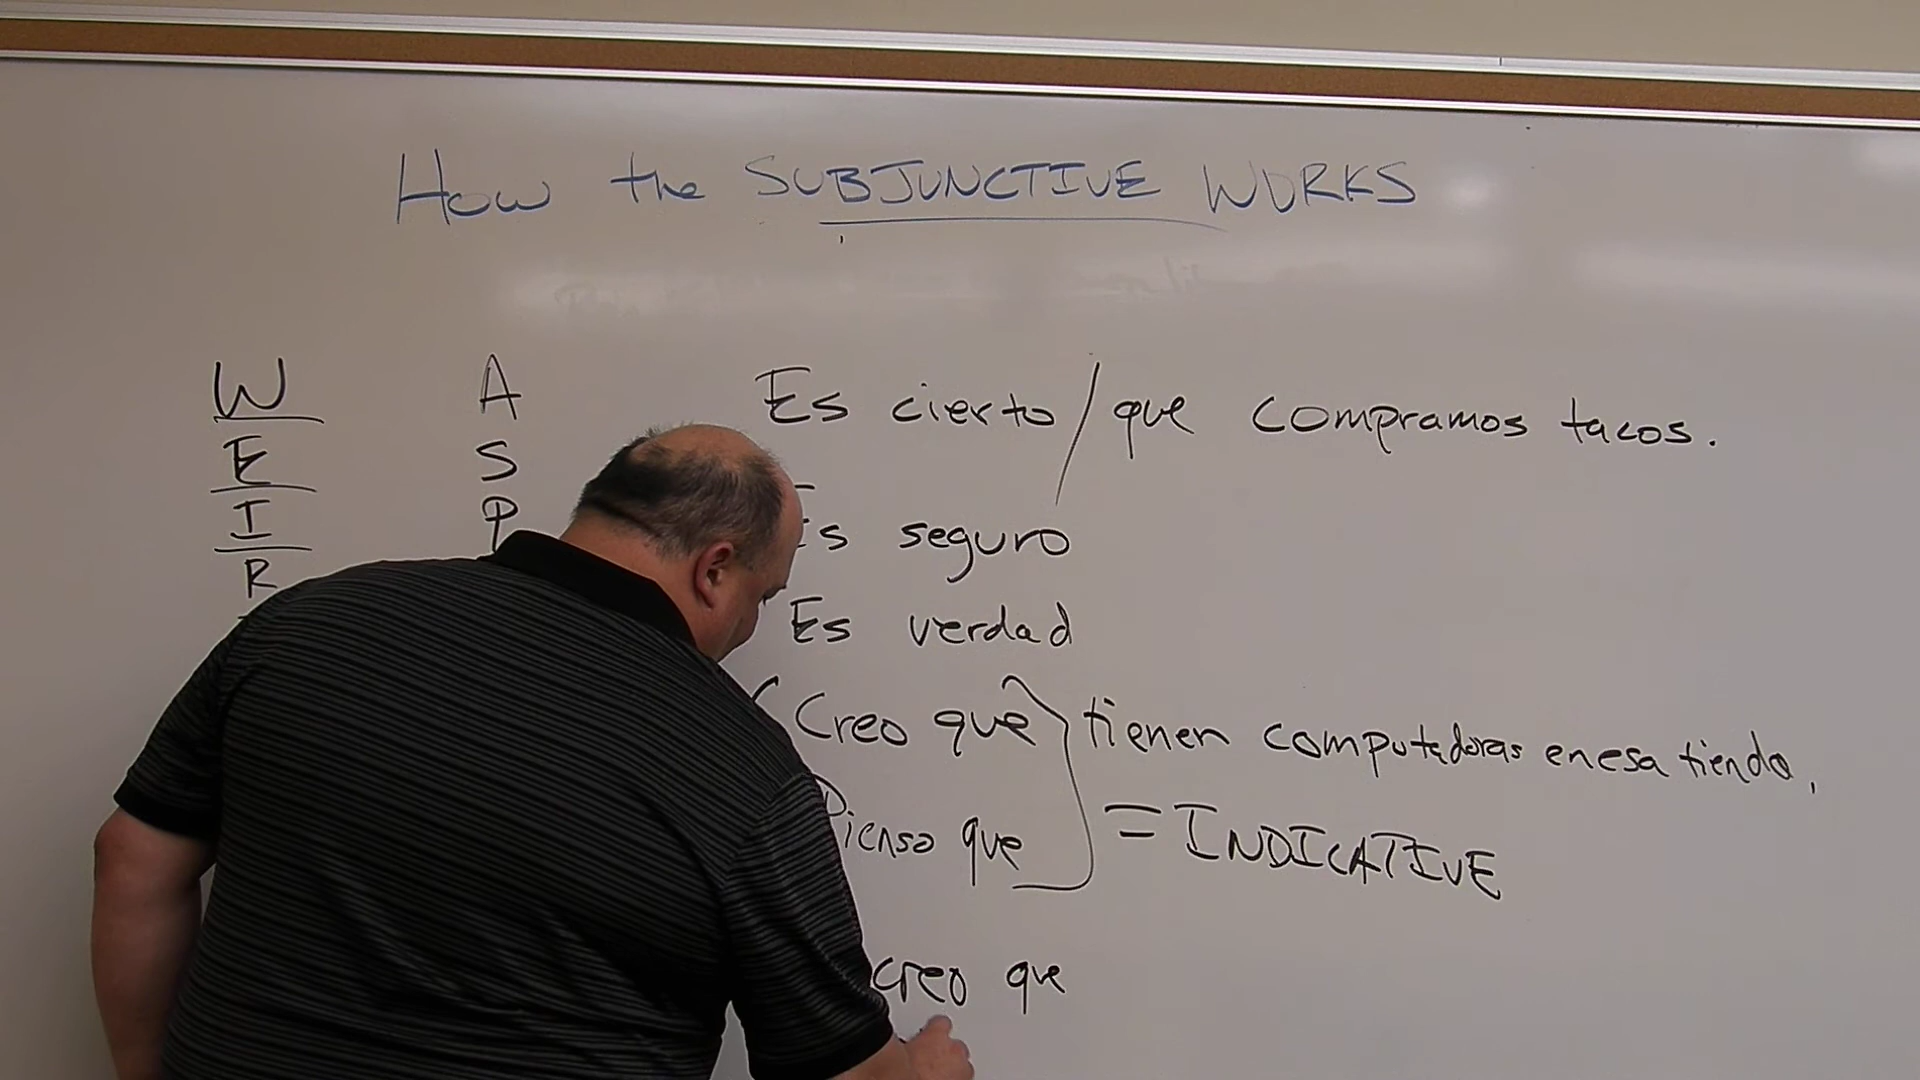 How the SUBJUNCTIVE WORKS
W A Es cierto / que compramos tacos.
E S Es seguro
I P
R
Es verdad
Creo que tienen computadoras en esa tienda.
Pienso que = INDICATIVE
creo que